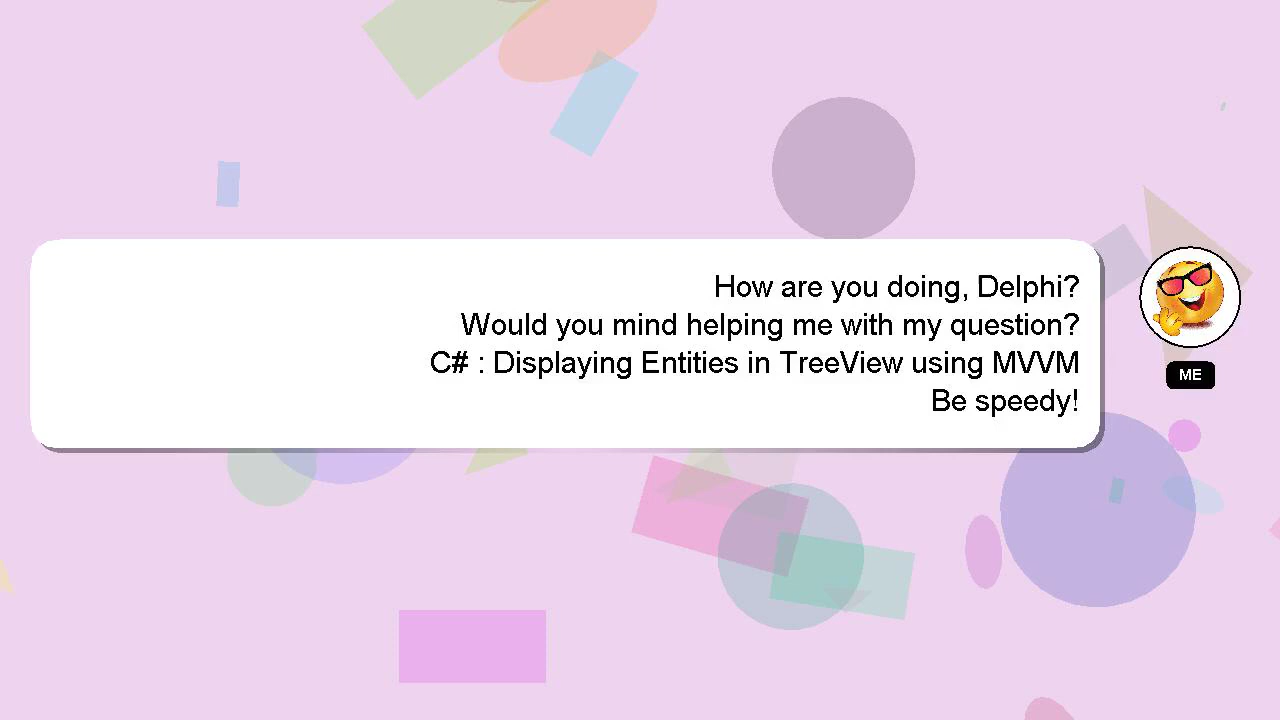 How are you doing, Delphi?
Would you mind helping me with my question?
C# : Displaying Entities in TreeView using MVVM
Be speedy!
ME